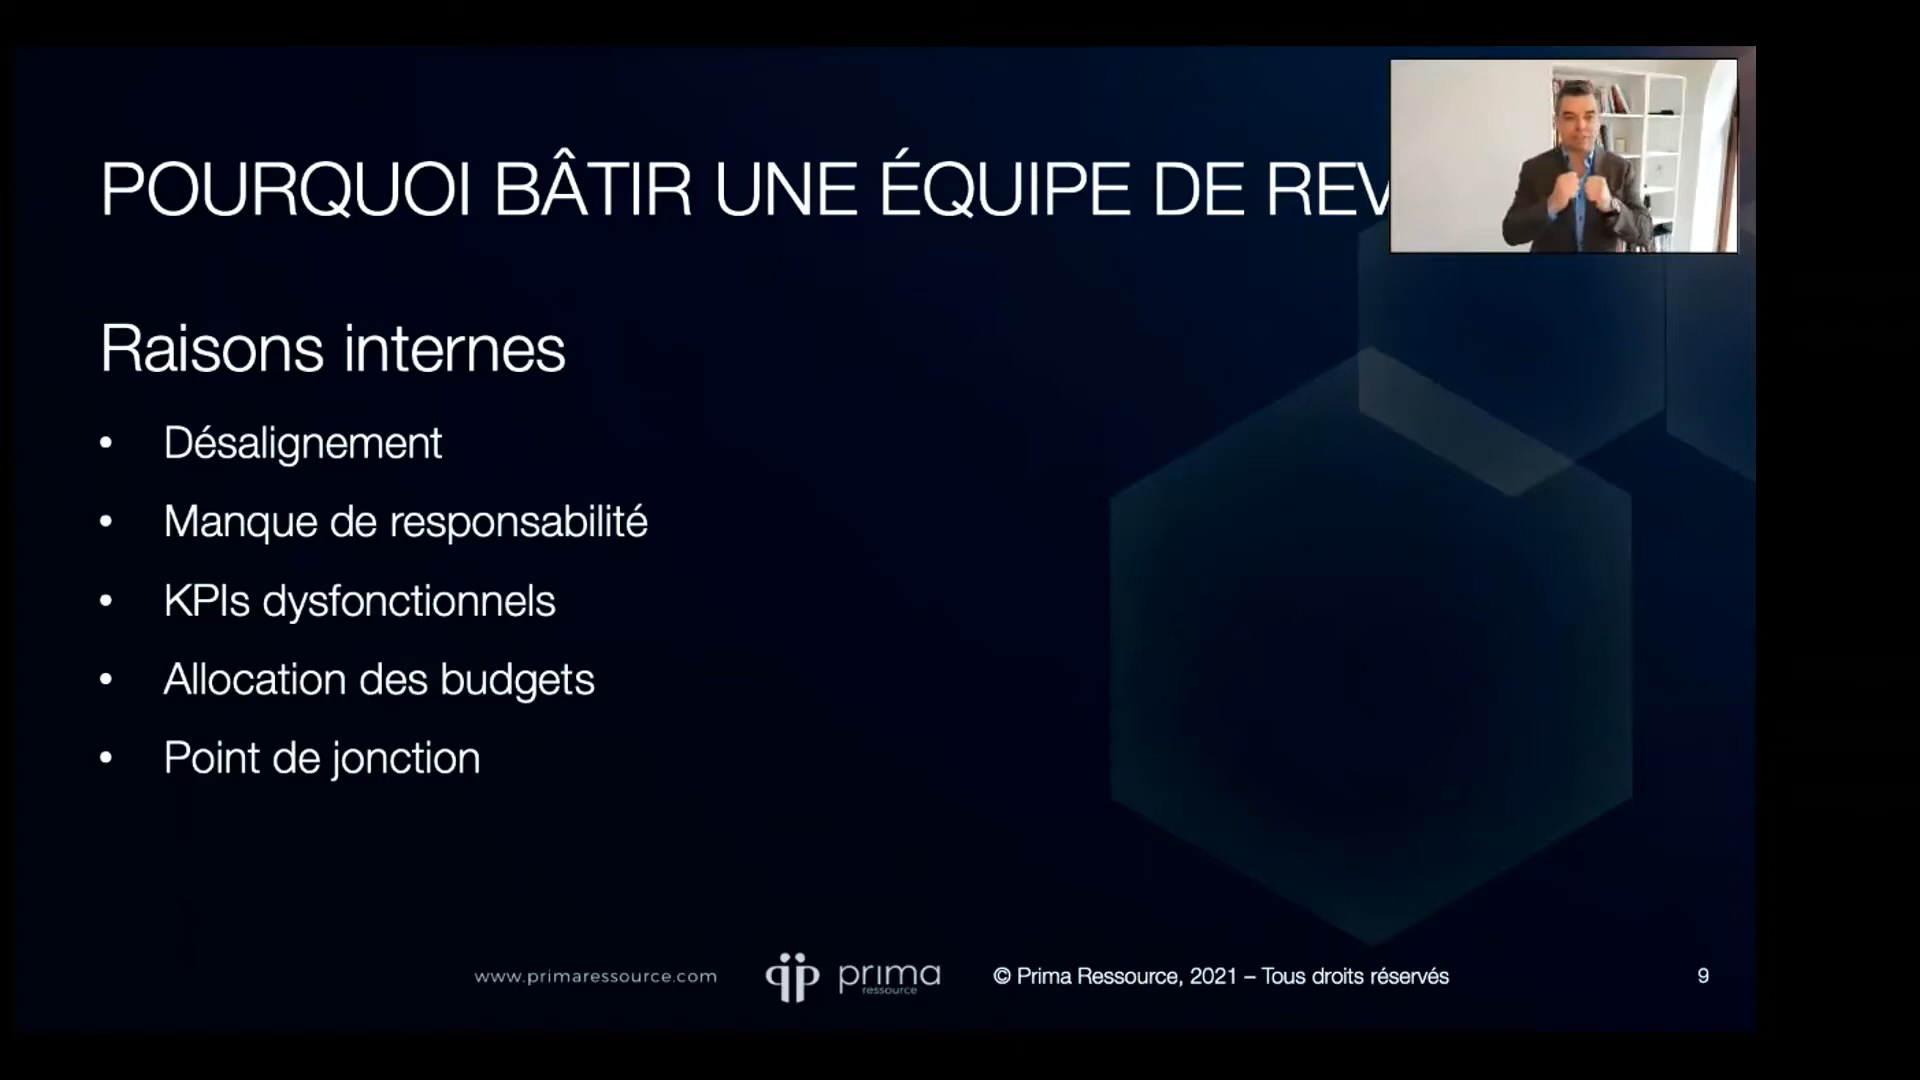 POURQUOI BÂTIR UNE ÉQUIPE DE
Raisons internes
• Désalignement
• Manque de responsabilité
• KPIs dysfonctionnels
• Allocation des budgets
• Point de jonction
www.primaressource.com
prima
ressource
© Prima Ressource, 2021 – Tous droits réservés
9